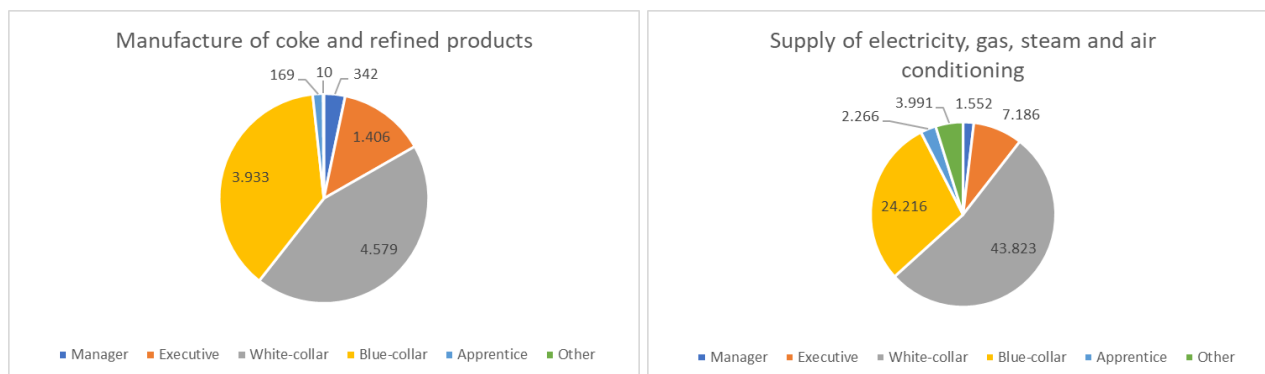 Manufacture of coke and refined products
169
10
342
1.406
3.933
4.579
Manager Executive White-collar Blue-collar Apprentice Other
Supply of electricity, gas, steam and air
conditioning
3.991
1.552
2.266
7.186
24.216
43.823
Manager Executive White-collar Blue-collar Apprentice Other